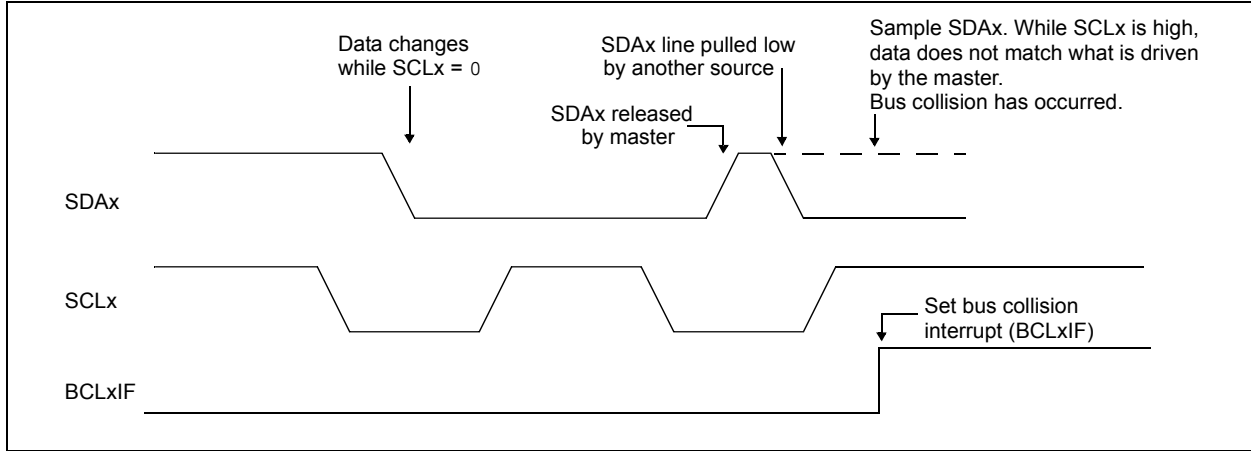 Data changes
while SCLx = 0
SDAx line pulled low
by another source
SDAx released
by master
Sample SDAx. While SCLx is high,
data does not match what is driven
by the master.
Bus collision has occurred.
SDAx
SCLx
Set bus collision
interrupt (BCLxIF)
BCLxIF